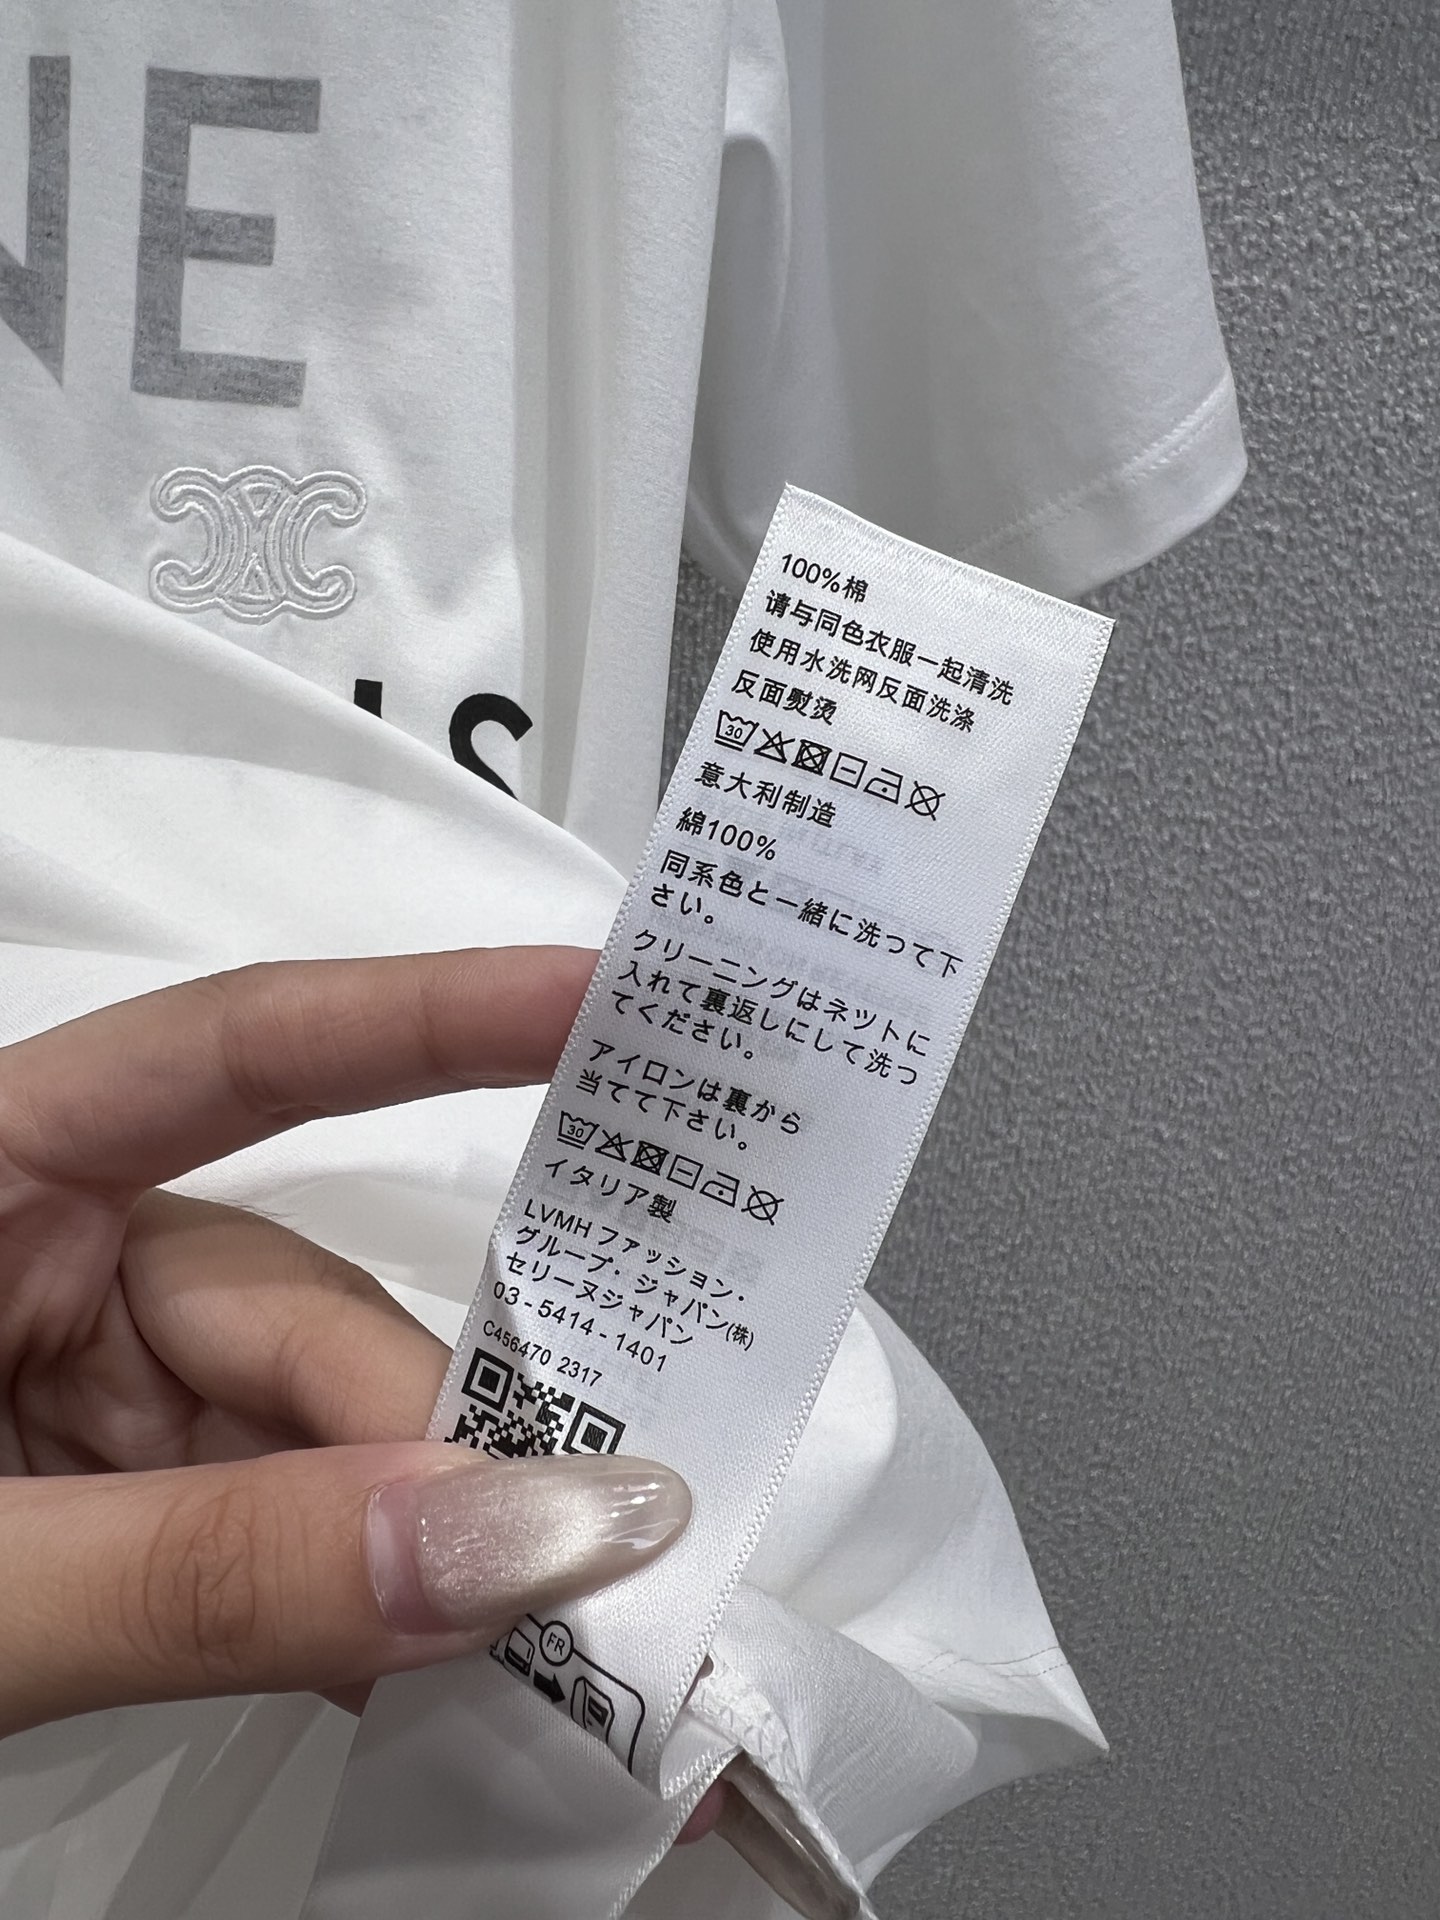 NE
IS
100%棉
请与同色衣服一起清洗
使用水洗网反面洗涤
反面熨烫
30
意大利制造
綿100%
同系色と一緒に洗つて下
さい。
クリーニングはネツトに
入れて裏返しにして洗つ
てください。
アイロンは裏から
当てて下さい。
30
イタリア製
LVMH ファッション・
グループ・ジャパン(株)
セリーヌジャパン
03-5414-1401
C456470 2317
FR